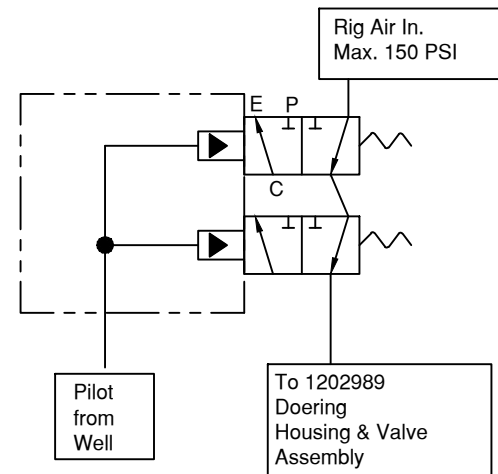 Rig Air In.
Max. 150 PSI
E P
C
Pilot
from
Well
To 1202989
Doering
Housing & Valve
Assembly